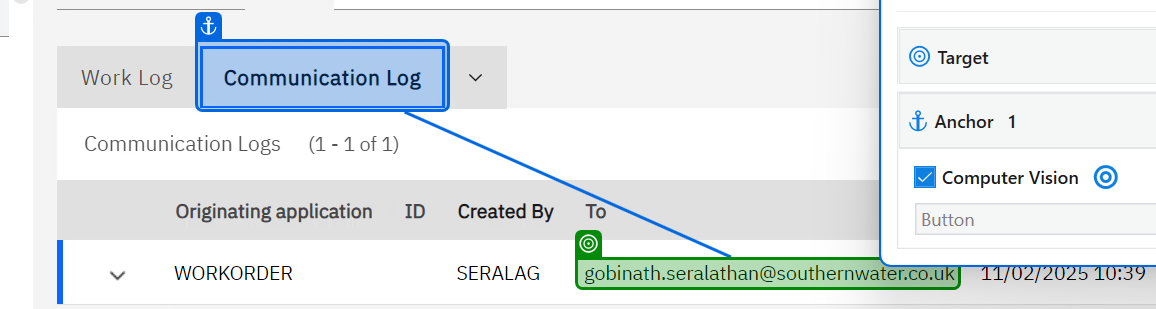 Work Log
Communication Log
Communication Logs (1 - 1 of 1)
Originating application ID Created By To
WORKORDER SERALAG gobinath.seralathan@southernwater.co.uk 11/02/2025 10:39
Target
Anchor 1
Computer Vision
Button